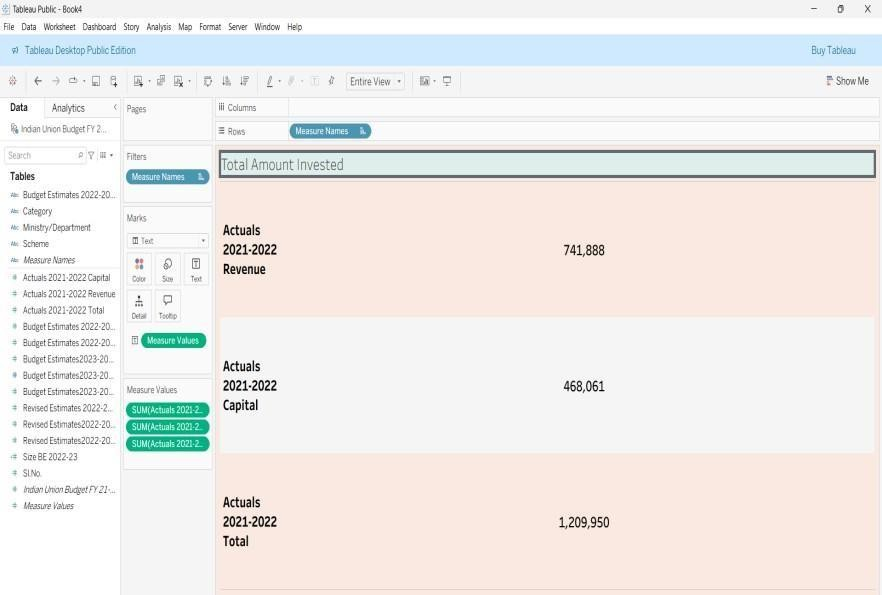 Tableau Public - Book4
File Data Worksheet Dashboard Story Analysis Map Format Server Window Help
Tableau Desktop Public Edition
Buy Tableau
Entire View
Show Me
Data Analytics
Pages
Columns
Indian Union Budget FY 2...
Rows
Measure Names
Search
Filters
Measure Names
Total Amount Invested
Tables
Abc Budget Estimates 2022-20...
Abc Category
Abc Ministry/Department
Abc Scheme
Abc Measure Names
# Actuals 2021-2022 Capital
# Actuals 2021-2022 Revenue
# Actuals 2021-2022 Total
# Budget Estimates 2022-20...
# Budget Estimates 2022-20...
# Budget Estimates2023-20...
# Budget Estimates2023-20...
# Budget Estimates2023-20...
# Revised Estimates 2022-2...
# Revised Estimates2022-20...
# Revised Estimates2022-20...
# Size BE 2022-23
# Sl.No.
# Indian Union Budget FY 21-...
# Measure Values
Marks
Text
Color Size Text
Detail Tooltip
Measure Values
Measure Values
SUM(Actuals 2021-2..
SUM(Actuals 2021-2..
SUM(Actuals 2021-2..
Actuals
2021-2022
Revenue
741,888
Actuals
2021-2022
Capital
468,061
Actuals
2021-2022
Total
1,209,950